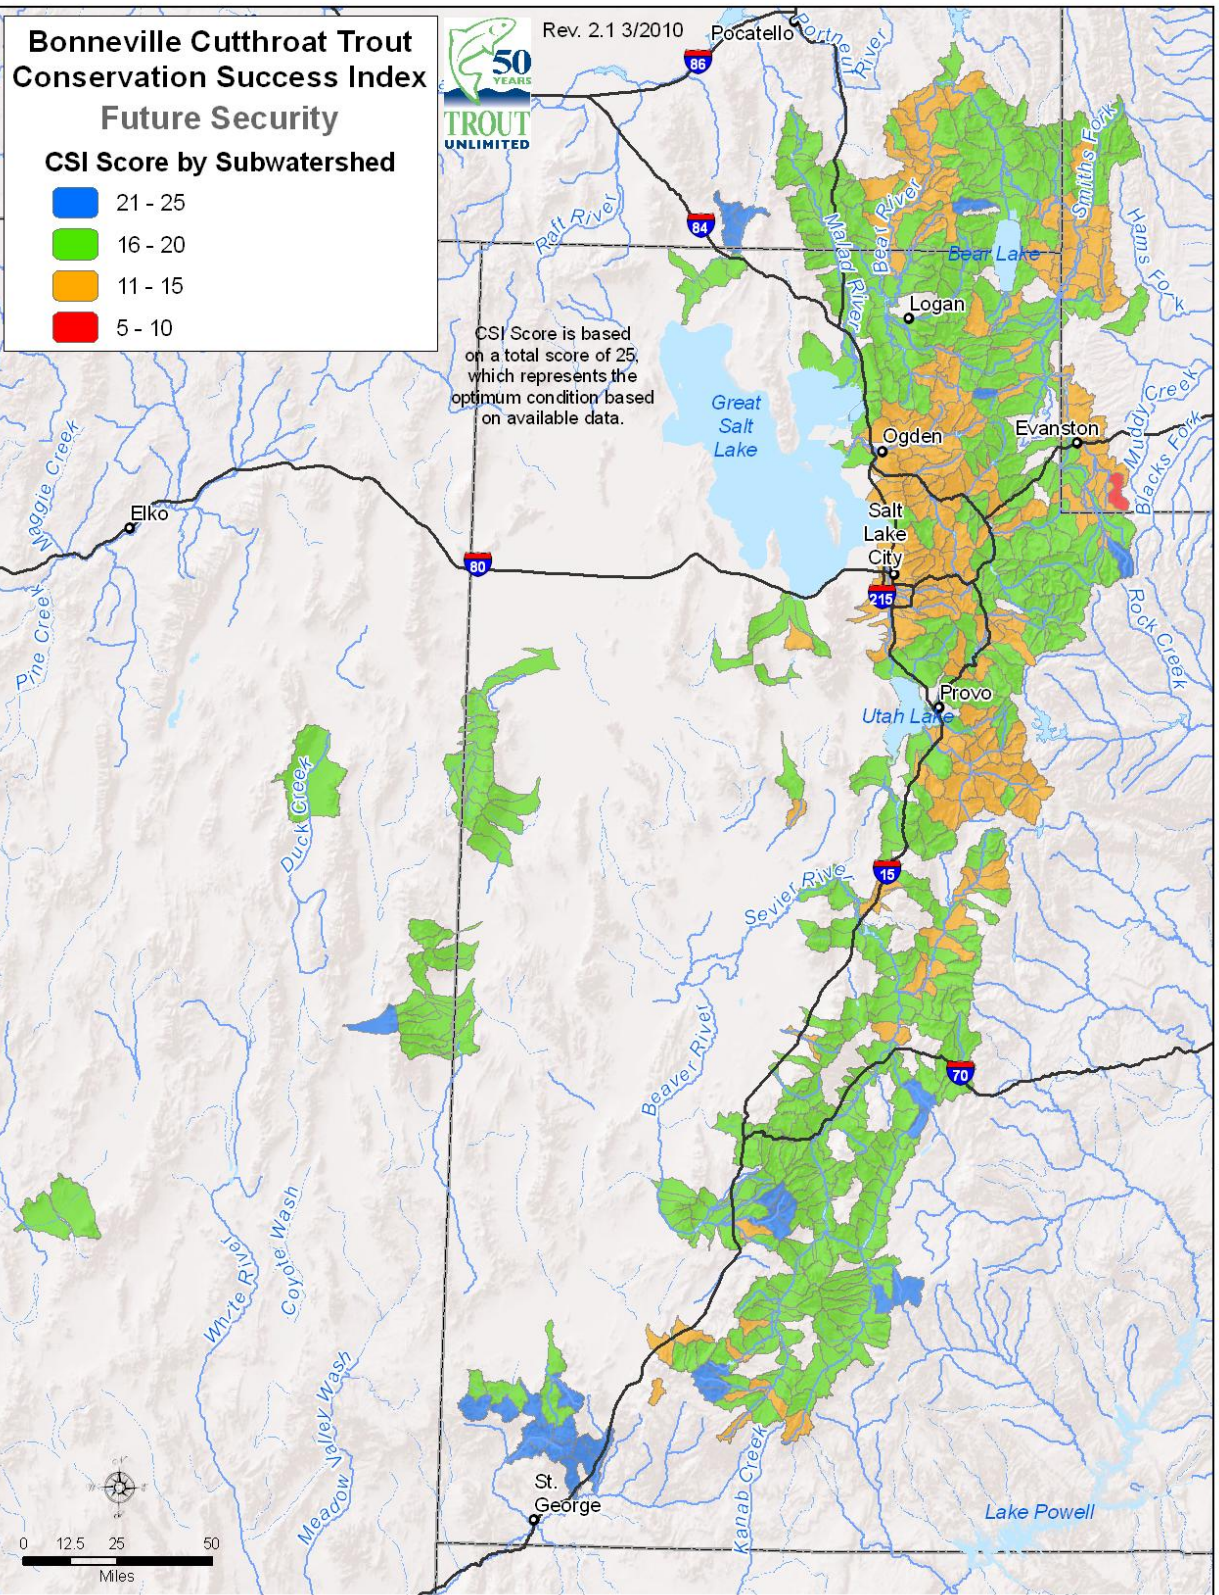 Bonneville Cutthroat Trout
Conservation Success Index
Future Security
CSI Score by Subwatershed
21 - 25
16 - 20
11 - 15
5 - 10
50
YEARS
TROUT
UNLIMITED
Rev. 2.1 3/2010
Pocatello
Portneuf
River
86
84
Raft River
Malad River
Bear River
Smiths Fork
Hams Fork
Bear Lake
Logan
CSI Score is based
on a total score of 25,
which represents the
optimum condition based
on available data.
Great
Salt
Lake
Ogden
Evanston
Muddy Creek
Blacks Fork
Maggie Creek
Elko
Salt
Lake
City
80
215
Pine Creek
Rock Creek
Provo
Utah Lake
Duck Creek
15
Sevier River
Beaver River
70
White River
Coyote Wash
Meadow Valley Wash
St.
George
Kanab Creek
Lake Powell
0 12.5 25 50
Miles